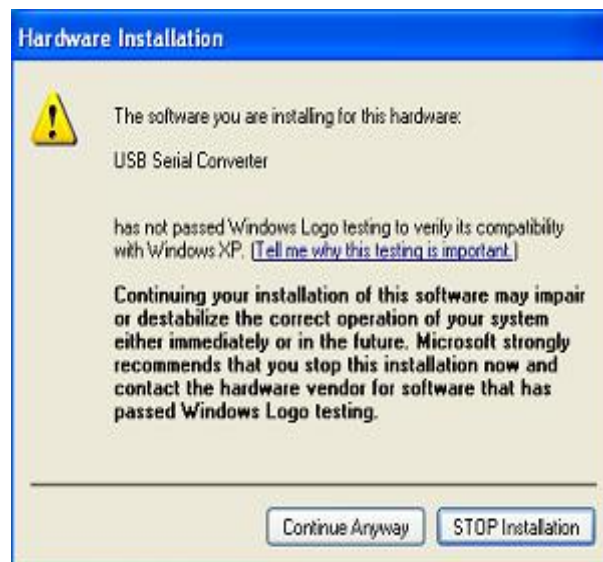 Hardware Installation
The software you are installing for this hardware:
USB Serial Converter
has not passed Windows Logo testing to verify its compatibility
with Windows XP. (Tell me why this testing is important.)
Continuing your installation of this software may impair
or destabilize the correct operation of your system
either immediately or in the future. Microsoft strongly
recommends that you stop this installation now and
contact the hardware vendor for software that has
passed Windows Logo testing.
Continue Anyway
STOP Installation